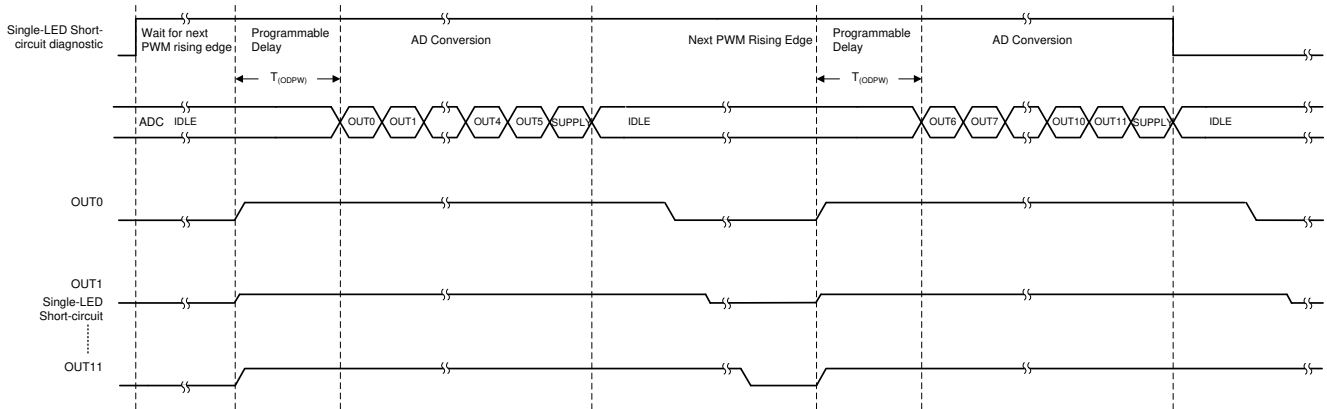 Single-LED Short-
circuit diagnostic
Wait for next
PWM rising edge
Programmable
Delay
AD Conversion
Next PWM Rising Edge
Programmable
Delay
AD Conversion
T(ODPW)
T(ODPW)
ADC IDLE
OUT0
OUT1
OUT4
OUT5
SUPPLY
IDLE
OUT6
OUT7
OUT10
OUT11
SUPPLY
IDLE
OUT0
OUT1
Single-LED
Short-circuit
OUT11